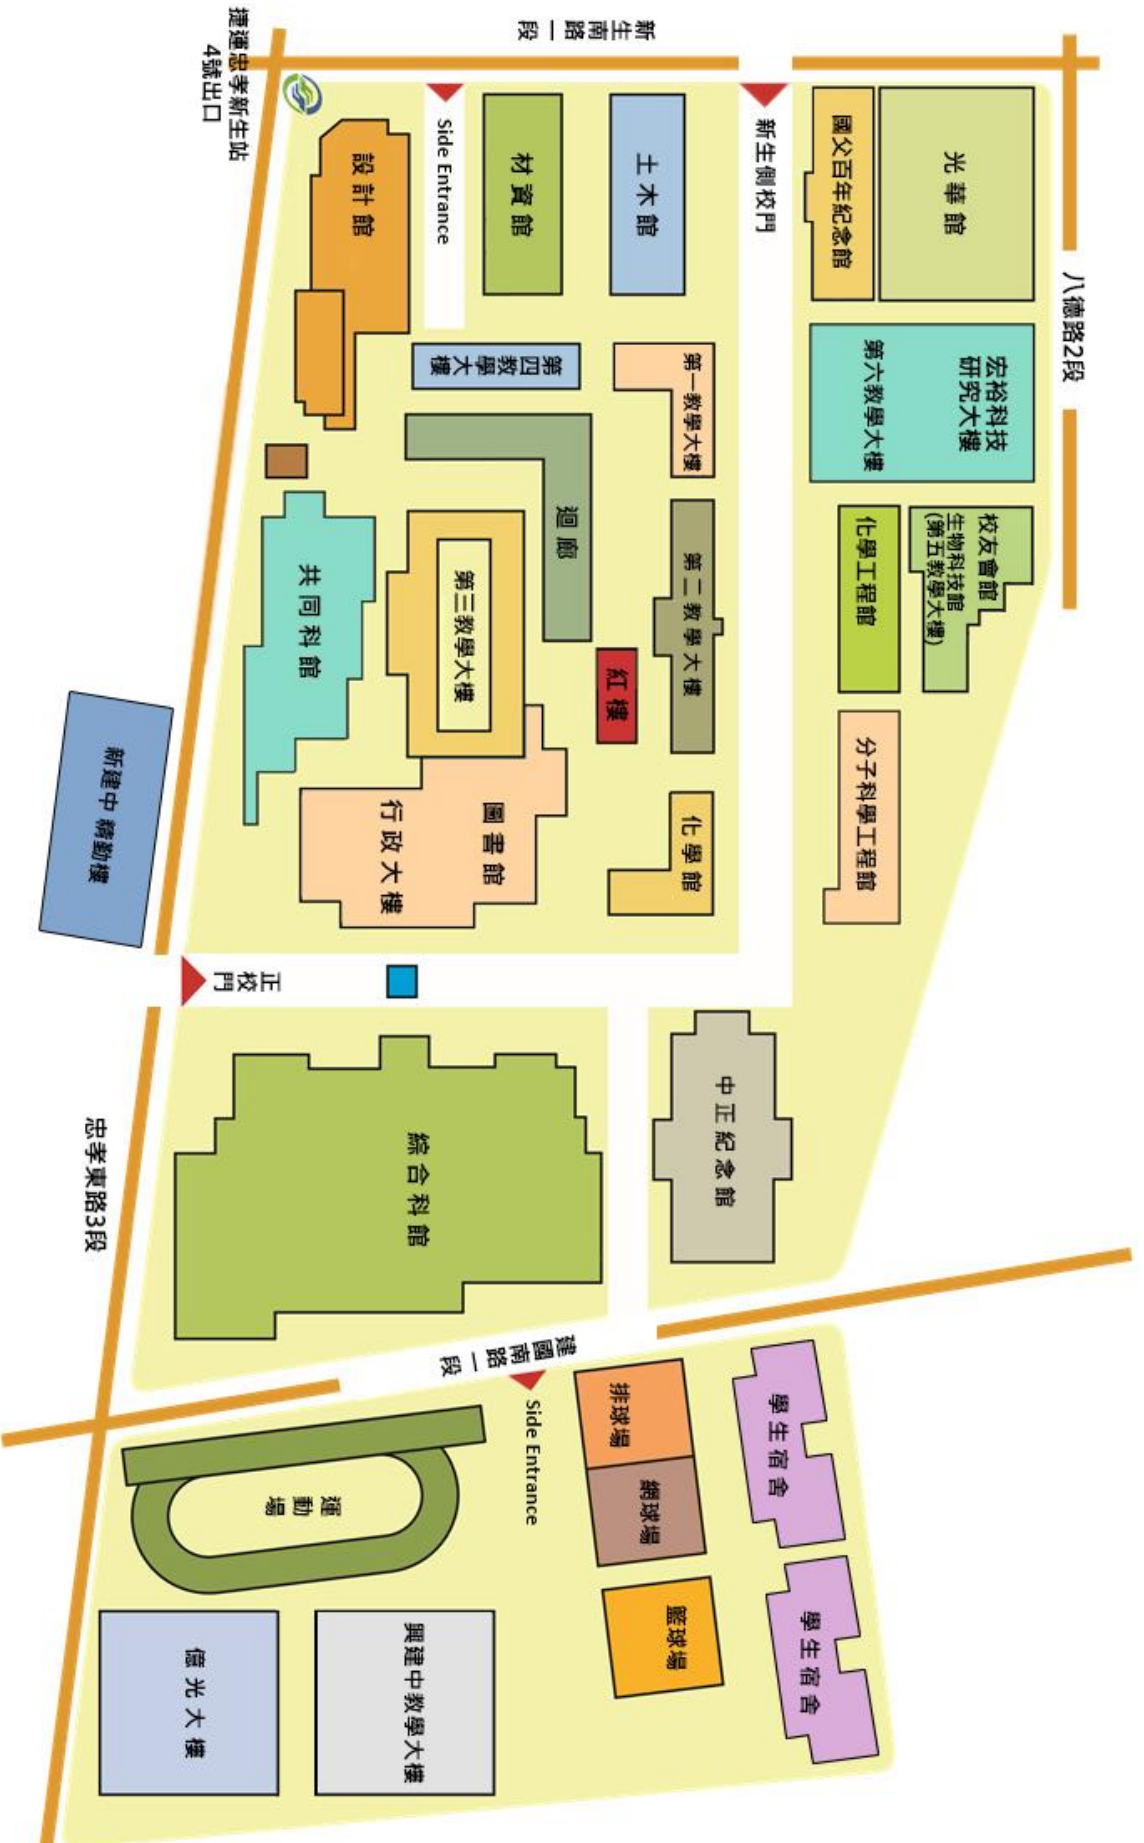 八德路2段
光華館
國父百年紀念館
宏裕科技
研究大樓
第六教學大樓
校友會館
生物科技館
(第五教學大樓)
化學工程館
分子科學工程館
新生南路一段
新生側校門
土木館
材資館
Side Entrance
設計館
捷運忠孝新生站
4號出口
第一教學大樓
第四教學大樓
第二教學大樓
迴廊
紅樓
第三教學大樓
共同科館
化學館
圖書館
行政大樓
新建中精勤樓
正校門
中正紀念館
綜合科館
忠孝東路3段
建國南路一段
Side Entrance
學生宿舍
排球場
網球場
籃球場
學生宿舍
運動場
興建中教學大樓
億光大樓